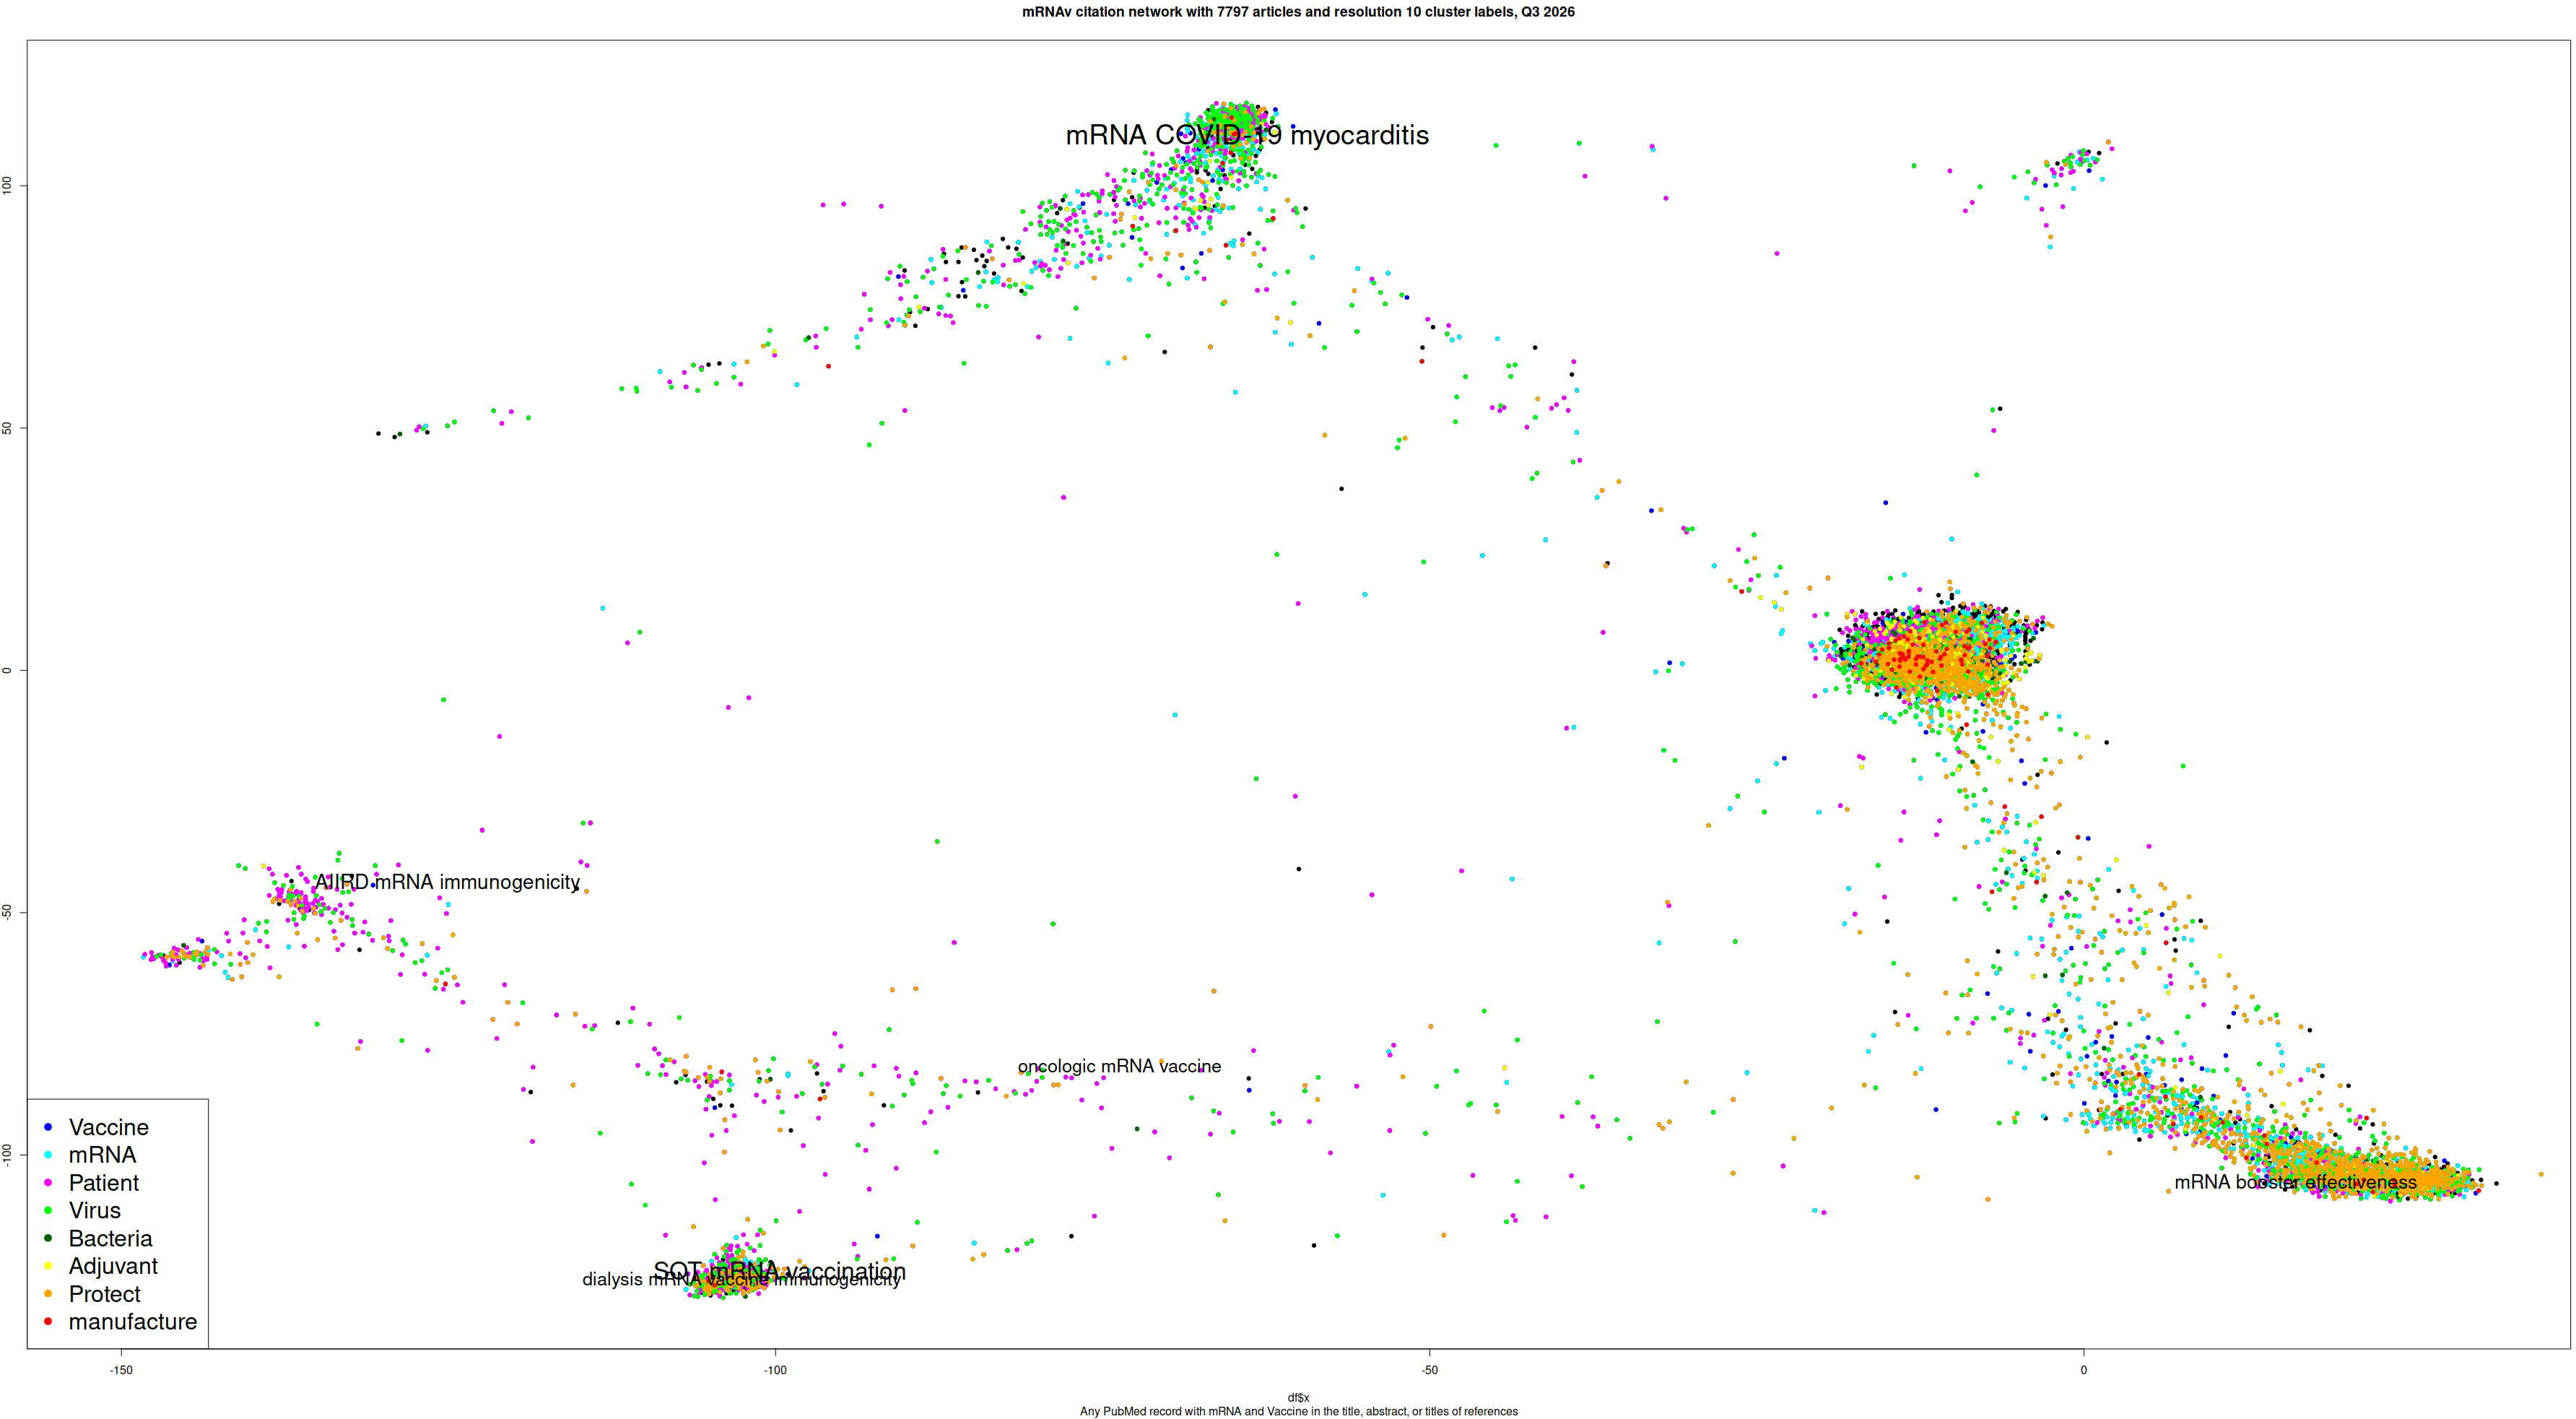 mRNAv citation network with 7797 articles and resolution 10 cluster labels, Q3 2026
mRNA COVID-19 myocarditis
100
50
0
-50
-100
AIIRD mRNA immunogenicity
oncologic mRNA vaccine
mRNA booster effectiveness
SOT mRNA vaccination
dialysis mRNA vaccine immunogenicity
Vaccine
mRNA
Patient
Virus
Bacteria
Adjuvant
Protect
manufacture
-150
-100
-50
0
df$x
Any PubMed record with mRNA and Vaccine in the title, abstract, or titles of references